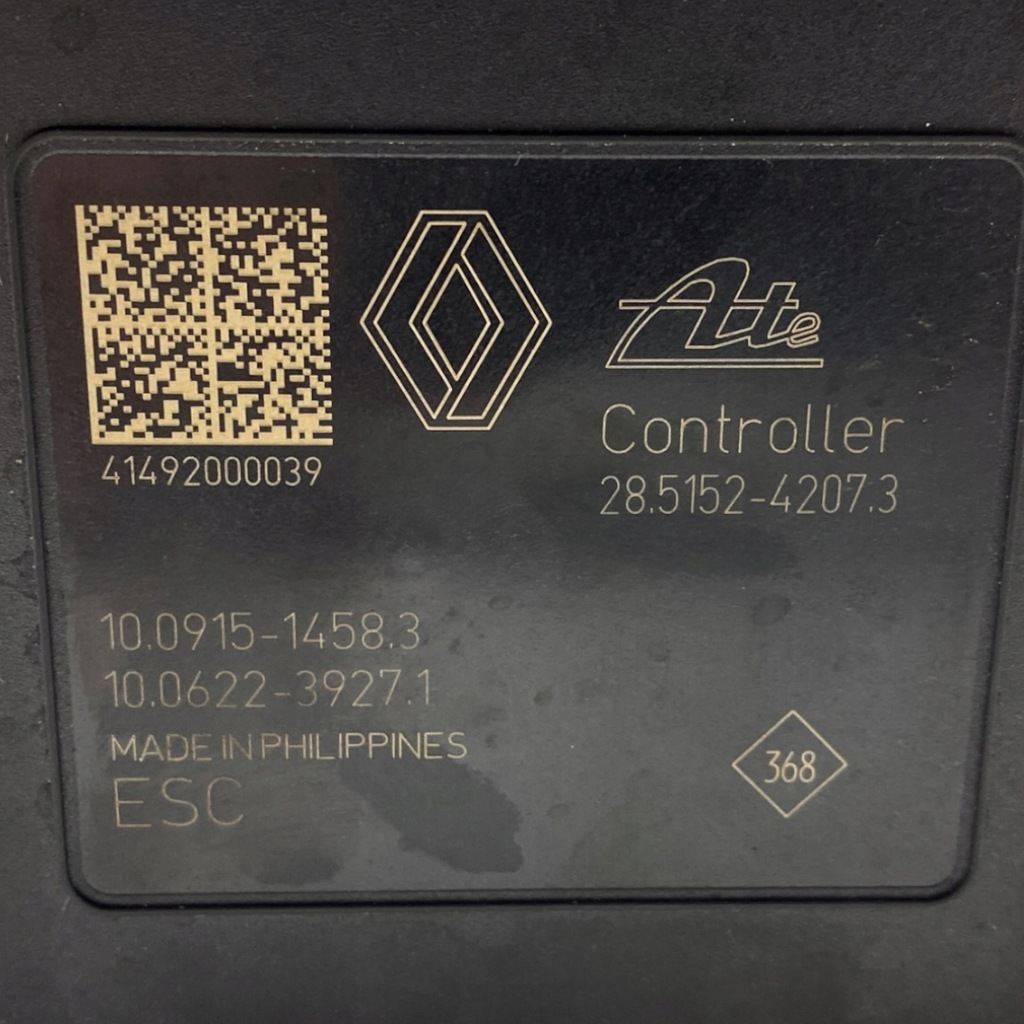 Ate
Controller
28.5152-4207.3
41492000039
10.0915-1458.3
10.0622-3927.1
MADE IN PHILIPPINES
ESC
368